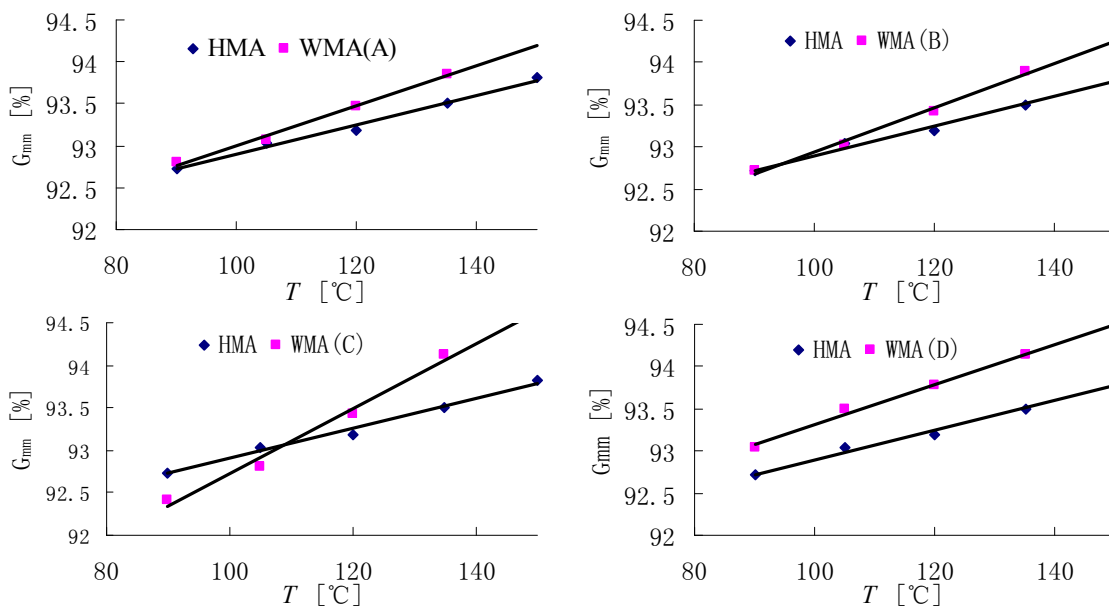 94.5
94
93.5
93
92.5
92
HMA WMA(A)
Gmm [%]
80 100 120 140
T [℃]
94.5
94
93.5
93
92.5
92
HMA WMA(B)
Gmm [%]
80 100 120 140
T [℃]
94.5
94
93.5
93
92.5
92
HMA WMA(C)
Gmm [%]
80 100 120 140
T [℃]
94.5
94
93.5
93
92.5
92
HMA WMA(D)
Gmm [%]
80 100 120 140
T [℃]